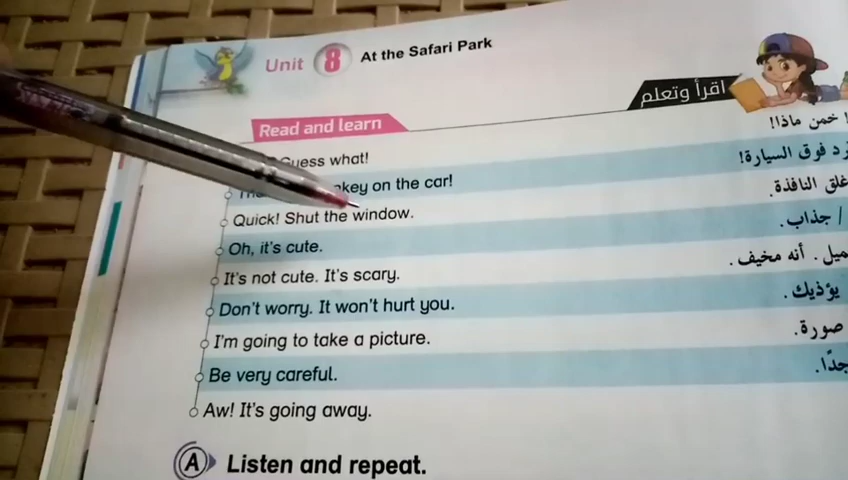 Unit 8 At the Safari Park
اقرأ وتعلم
Read and learn
خمن ماذا!
what!
فوق السيارة!
on the car!
النافذة.
Quick! Shut the window.
جذاب.
Oh, it's cute.
أنه مخيف.
It's not cute. It's scary.
يؤذيك.
Don't worry. It won't hurt you.
صورة.
I'm going to take a picture.
Be very careful.
Aw! It's going away.
A Listen and repeat.